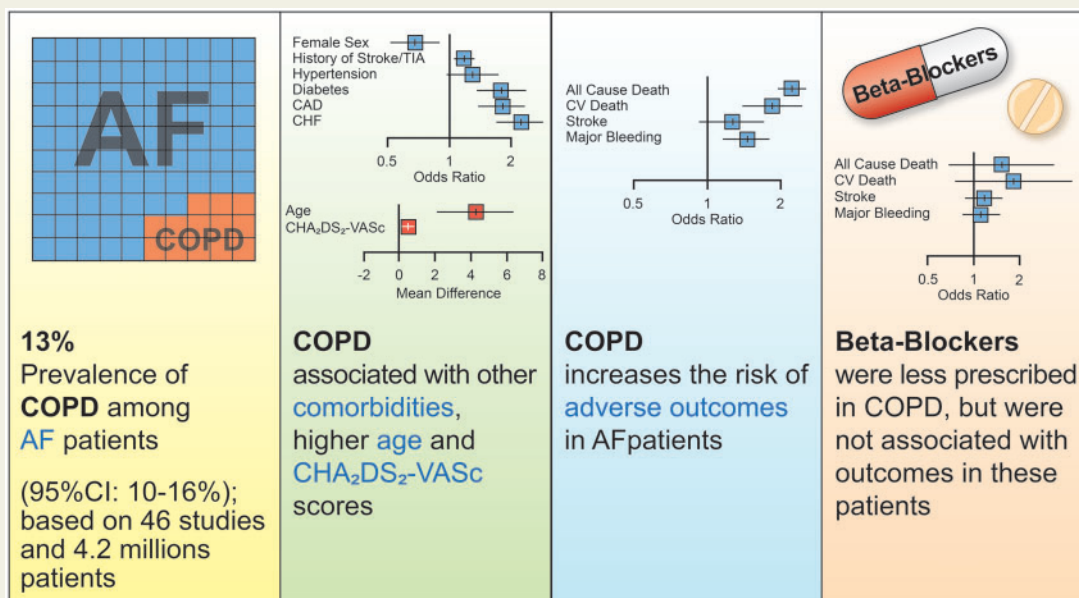 AF
COPD
13%
Prevalence of
COPD among
AF patients
(95%CI: 10-16%);
based on 46 studies
and 4.2 millions
patients
Female Sex
History of Stroke/TIA
Hypertension
Diabetes
CAD
CHF
0.5 1 2
Odds Ratio
Age
CHA₂DS₂-VASc
-2 0 2 4 6 8
Mean Difference
COPD
associated with other
comorbidities,
higher age and
CHA₂DS₂-VASc
scores
All Cause Death
CV Death
Stroke
Major Bleeding
0.5 1 2
Odds Ratio
COPD
increases the risk of
adverse outcomes
in AFpatients
Beta-Blockers
All Cause Death
CV Death
Stroke
Major Bleeding
0.5 1 2
Odds Ratio
Beta-Blockers
were less prescribed
in COPD, but were
not associated with
outcomes in these
patients